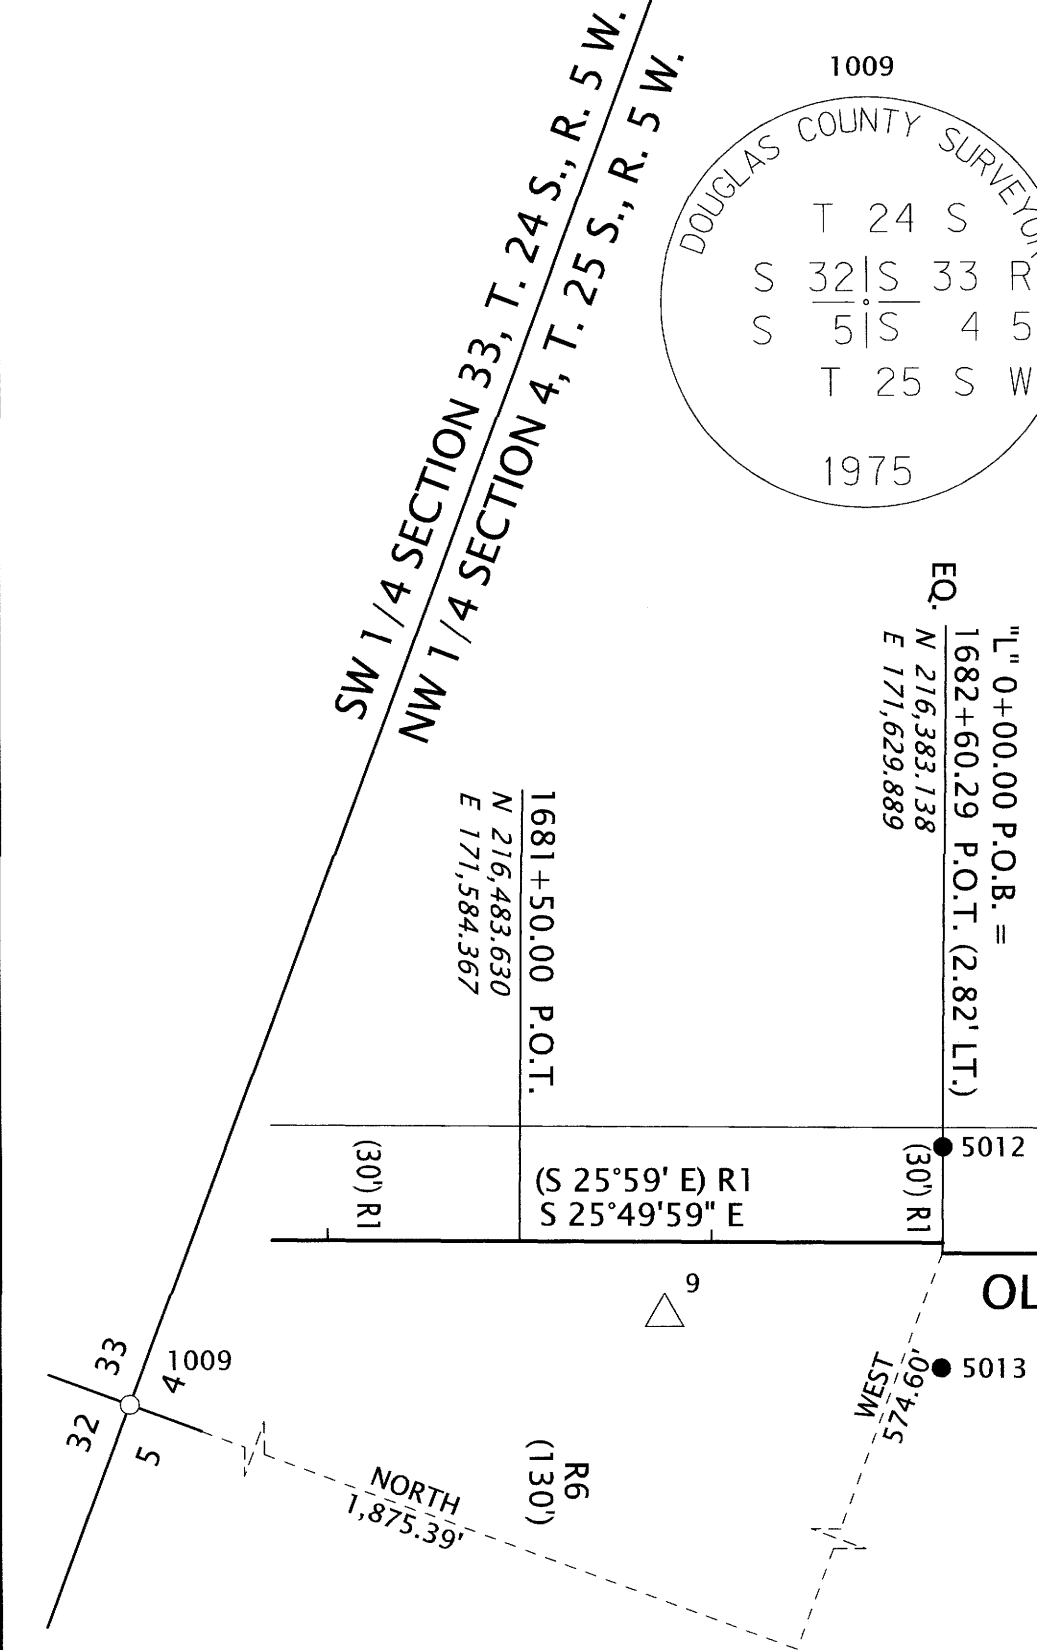 SW 1/4 SECTION 33, T. 24 S., R. 5 W.
NW 1/4 SECTION 4, T. 25 S., R. 5 W.
1009
DOUGLAS COUNTY SURVEYOR
T 24 S
S 32 S 33 R
S 5 S 4 5
T 25 S W
1975
"L" 0+00.00 P.O.B. =
EQ. 1682+60.29 P.O.T. (2.82' LT.)
N 216,383.138
E 171,629.889
1681+50.00 P.O.T.
N 216,483.630
E 171,584.367
(30') R1
(S 25°59' E) R1
S 25°49'59" E
(30') R1
5012
9
OL
5013
WEST
574.60'
33
4
1009
32
5
NORTH
1,875.39'
R6
(130')